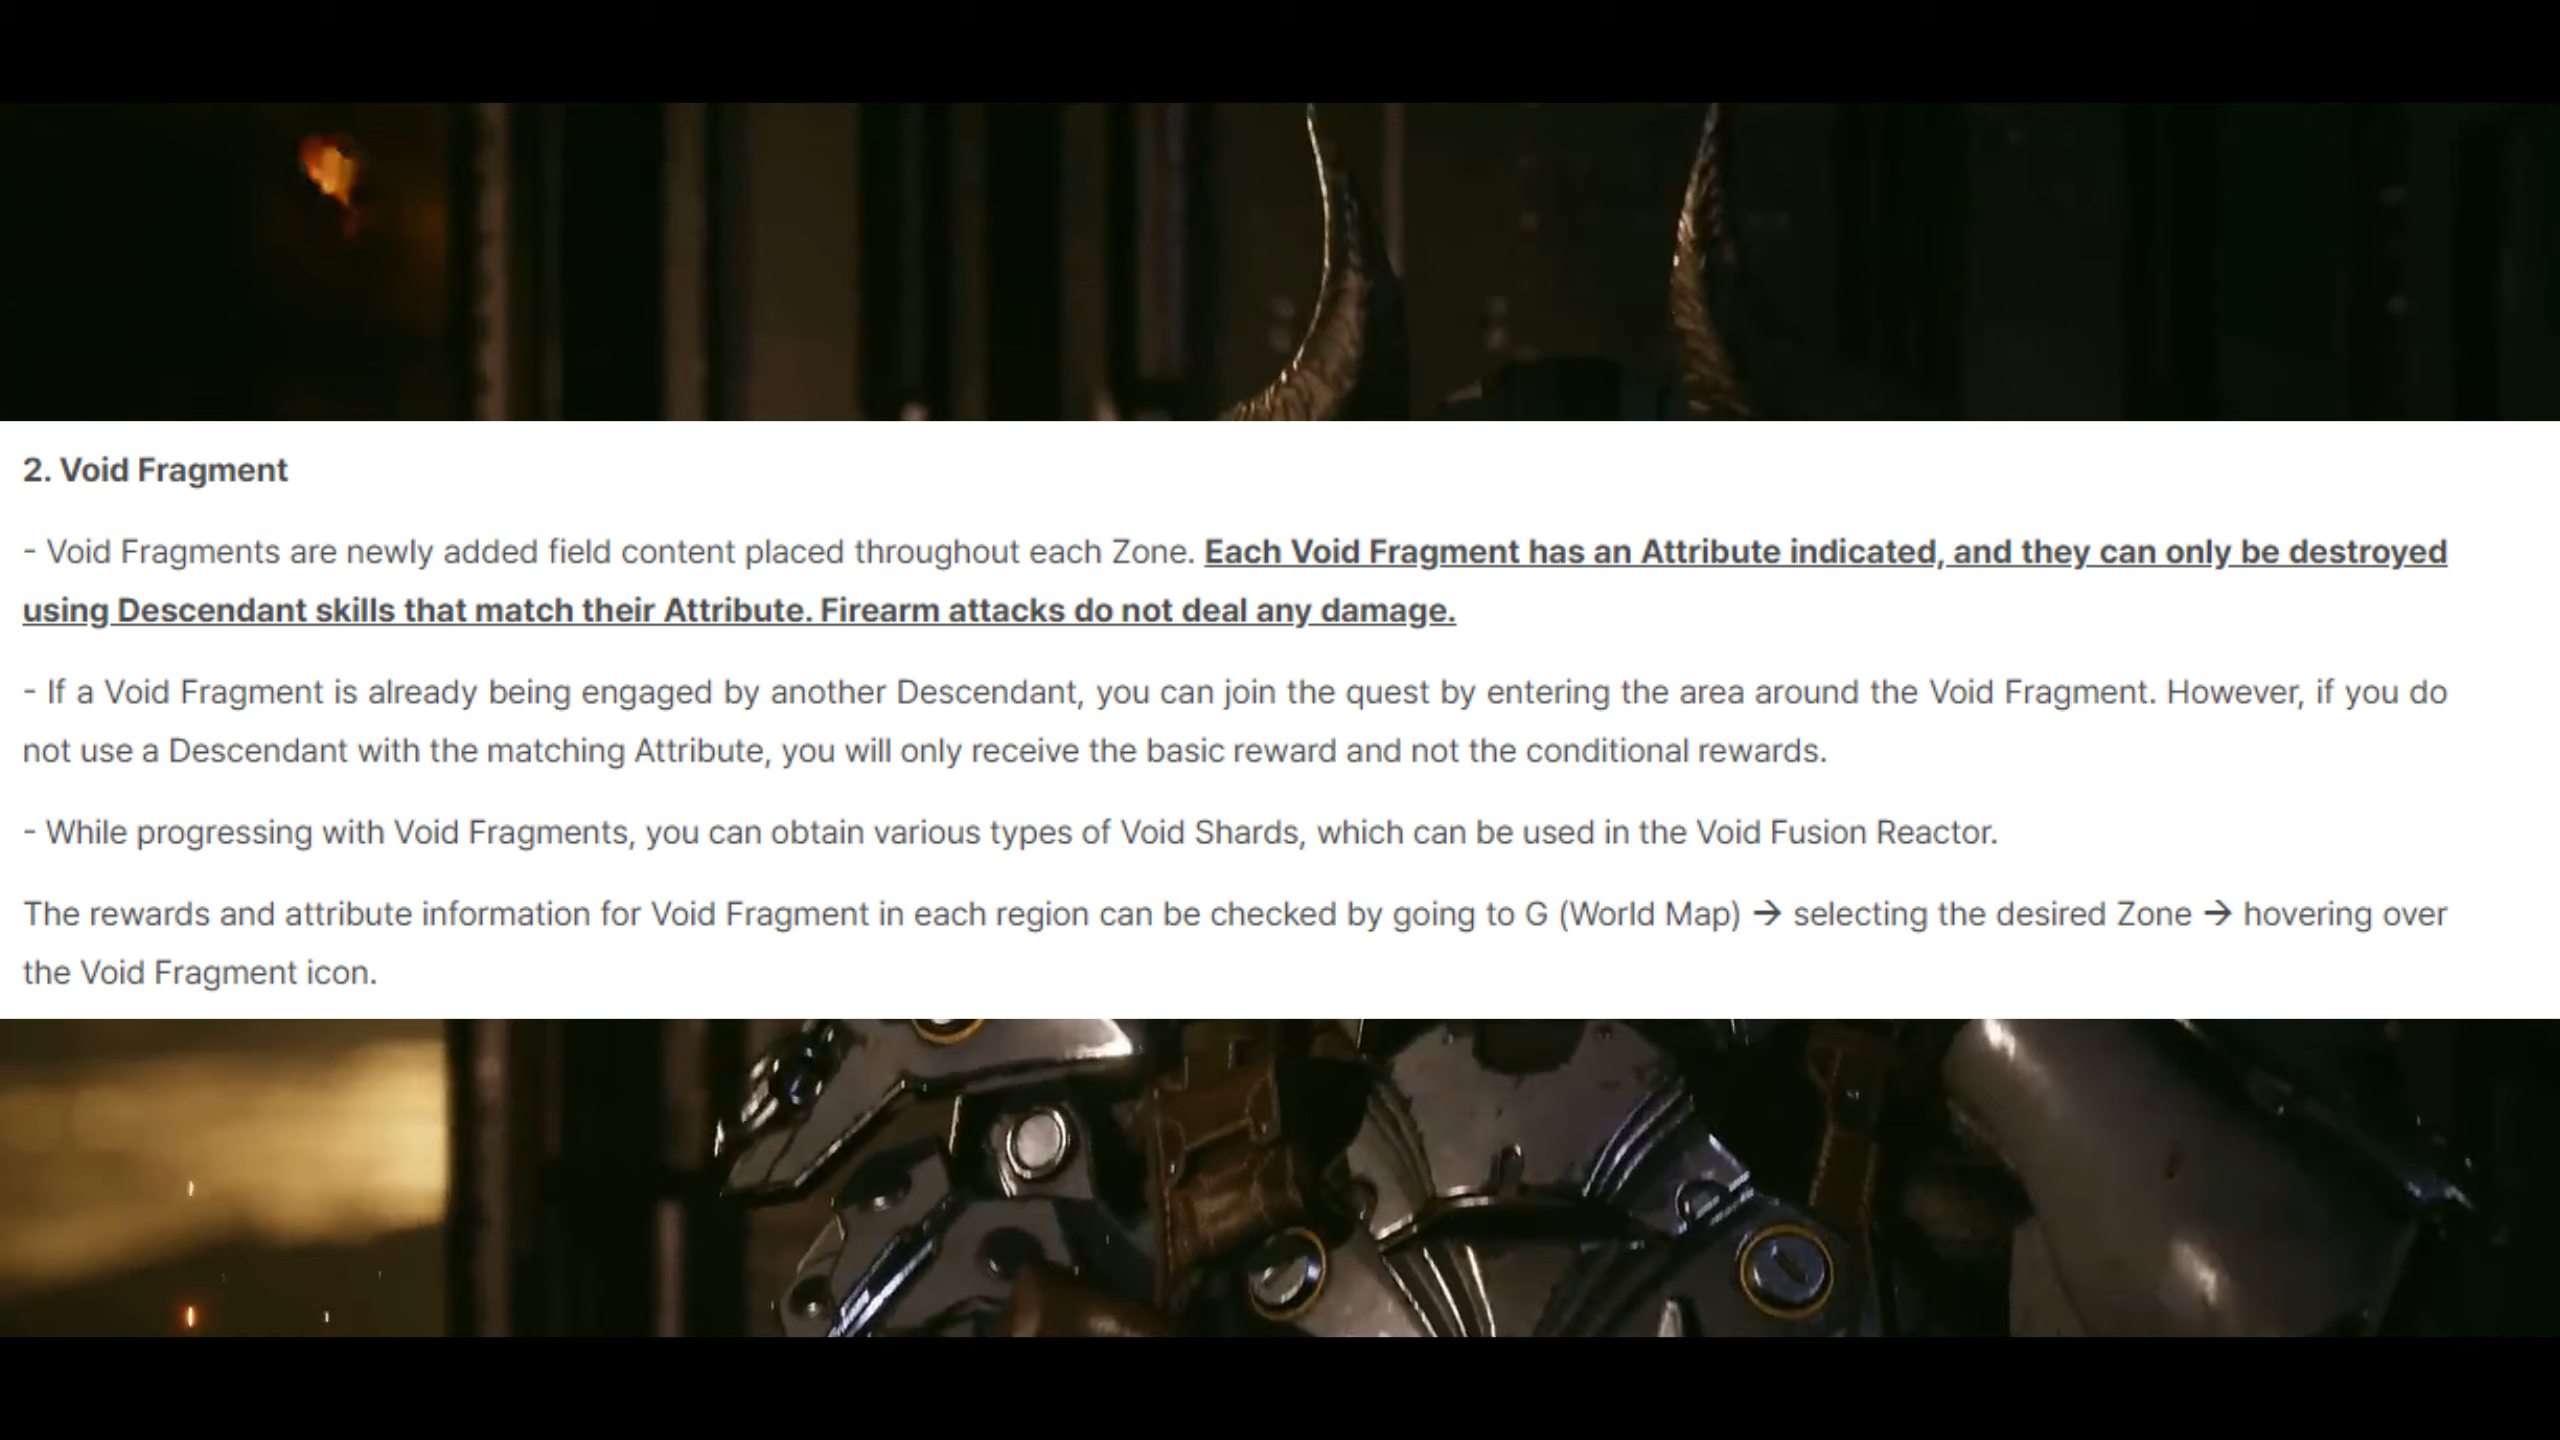 2. Void Fragment
- Void Fragments are newly added field content placed throughout each Zone. Each Void Fragment has an Attribute indicated, and they can only be destroyed
using Descendant skills that match their Attribute. Firearm attacks do not deal any damage.
- If a Void Fragment is already being engaged by another Descendant, you can join the quest by entering the area around the Void Fragment. However, if you do
not use a Descendant with the matching Attribute, you will only receive the basic reward and not the conditional rewards.
- While progressing with Void Fragments, you can obtain various types of Void Shards, which can be used in the Void Fusion Reactor.
The rewards and attribute information for Void Fragment in each region can be checked by going to G (World Map) → selecting the desired Zone → hovering over
the Void Fragment icon.